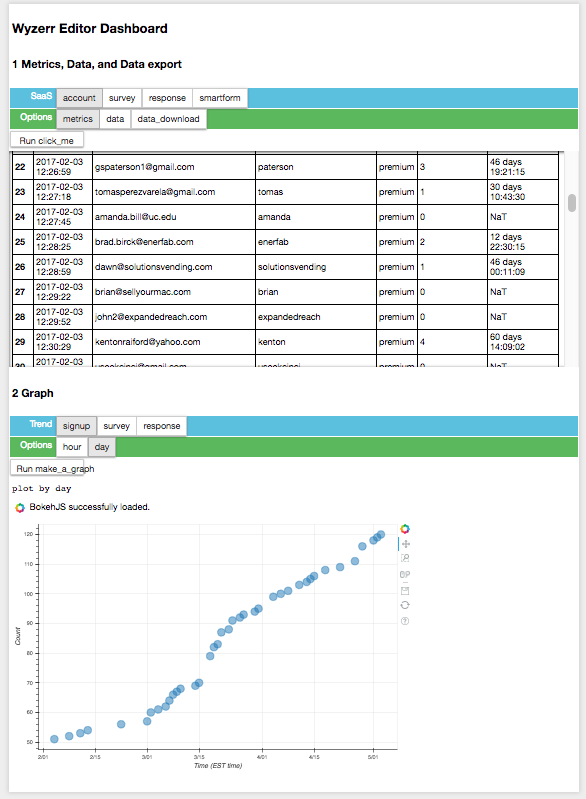 Wyzerr Editor Dashboard
1 Metrics, Data, and Data export
SaaS account survey response smartform
Options metrics data data_download
Run click_me
22 2017-02-03 12:26:59 gspaterson1@gmail.com paterson premium 3 46 days 19:21:15
23 2017-02-03 12:27:18 tomasperezvarela@gmail.com tomas premium 1 30 days 10:43:30
24 2017-02-03 12:27:45 amanda.bill@uc.edu amanda premium 0 NaT
25 2017-02-03 12:28:25 brad.birck@enerfab.com enerfab premium 2 12 days 22:30:15
26 2017-02-03 12:28:59 dawn@solutionsvending.com solutionsvending premium 1 46 days 00:11:09
27 2017-02-03 12:29:22 brian@sellyourmac.com brian premium 0 NaT
28 2017-02-03 12:29:52 john2@expandedreach.com expandedreach premium 0 NaT
29 2017-02-03 12:30:29 kentonraiford@yahoo.com kenton premium 4 60 days 14:09:02
30 2017-02-03 premium 0 NaT
2 Graph
Trend signup survey response
Options hour day
Run make_a_graph
plot by day
BokehJS successfully loaded.
120
110
100
90
80
70
60
50
Count
2/01 2/15 3/01 3/15 4/01 4/15 5/01
Time (EST time)